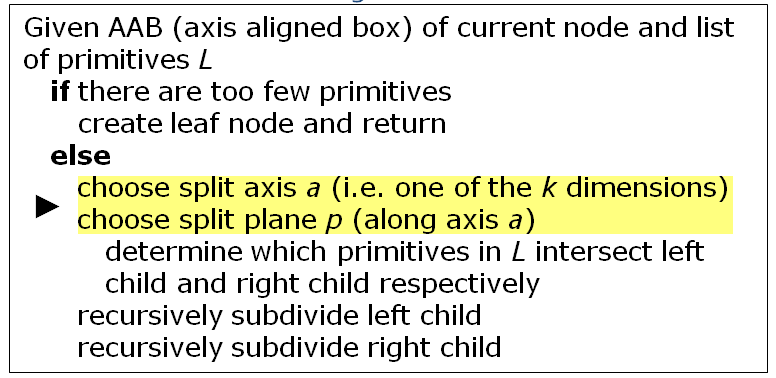 Given AAB (axis aligned box) of current node and list
of primitives L
if there are too few primitives
create leaf node and return
else
choose split axis a (i.e. one of the k dimensions)
choose split plane p (along axis a)
determine which primitives in L intersect left
child and right child respectively
recursively subdivide left child
recursively subdivide right child